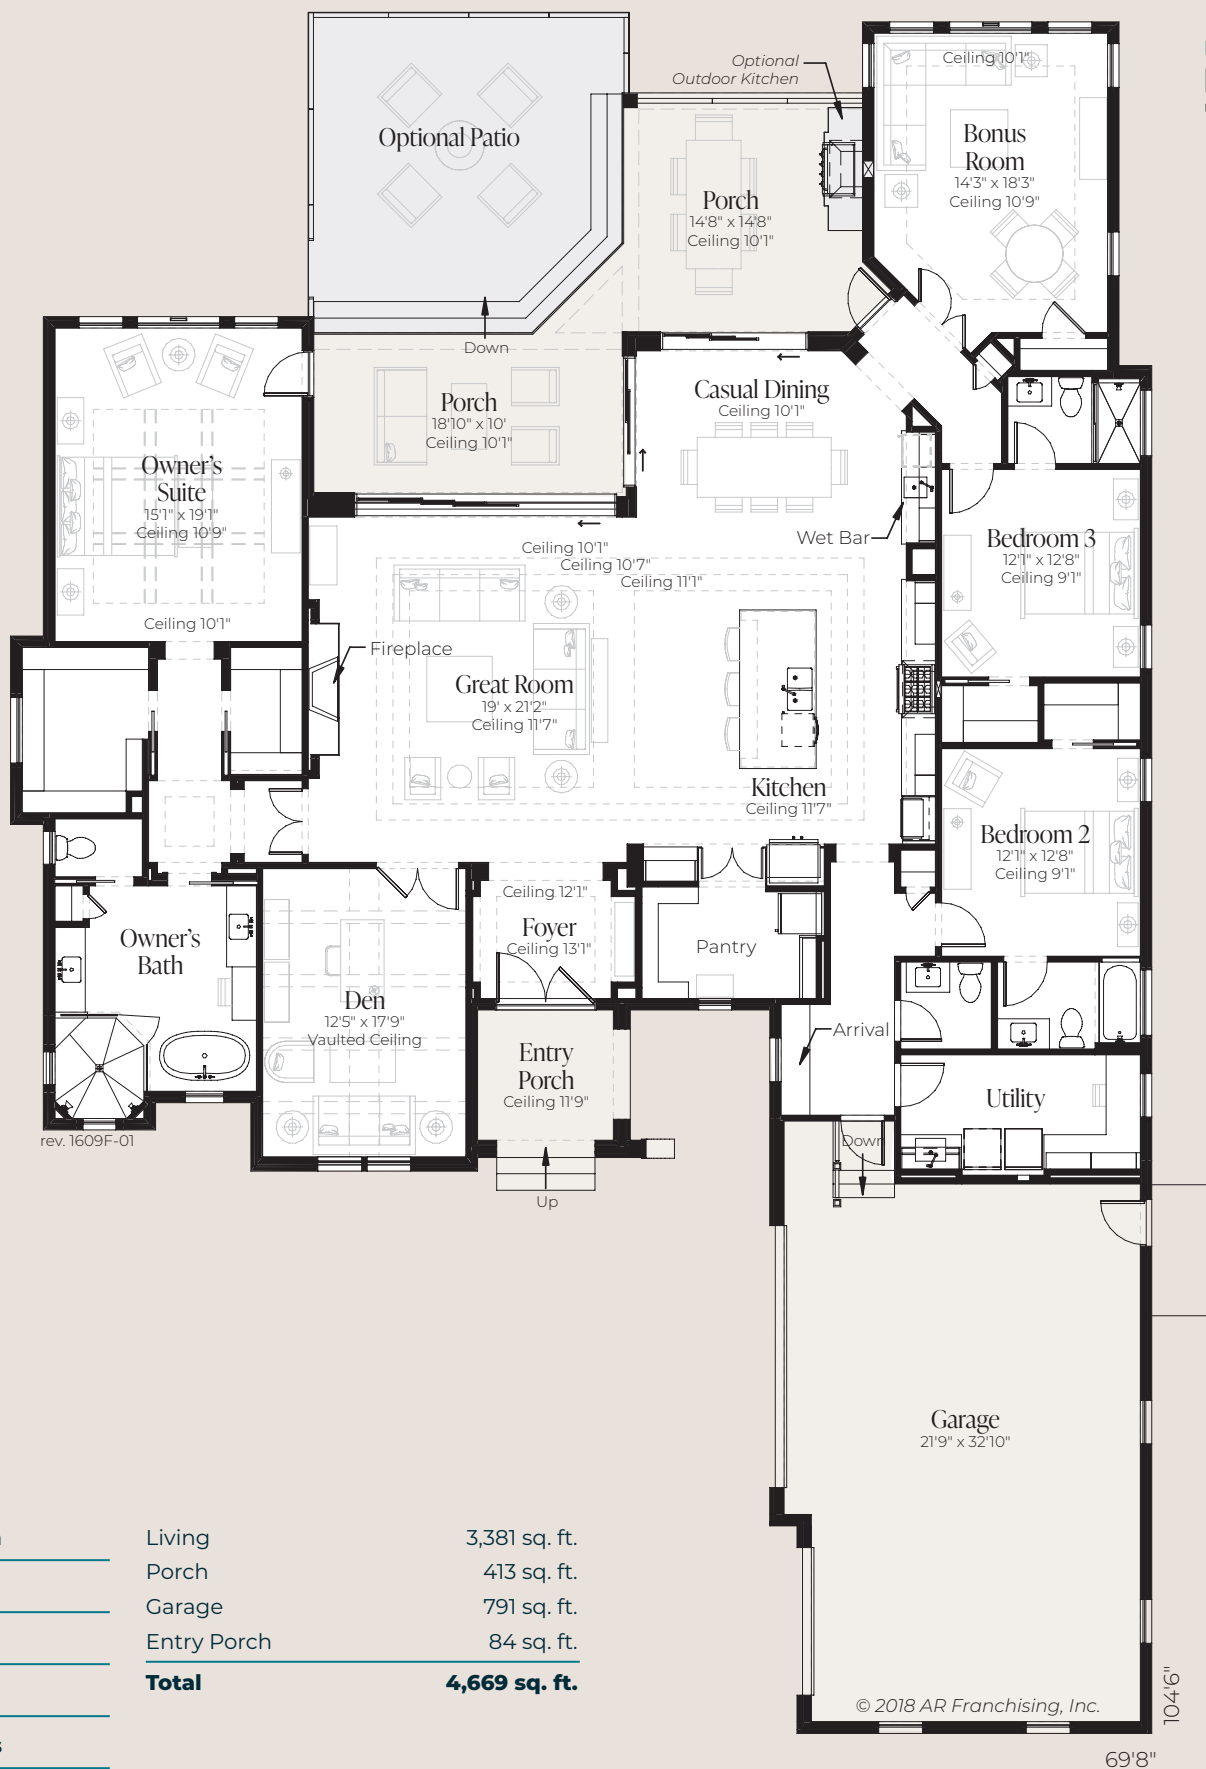 Optional
Outdoor Kitchen
Ceiling 10'1"
Optional Patio
Bonus
Room
14'3" x 18'3"
Ceiling 10'9"
Porch
14'8" x 14'8"
Ceiling 10'1"
Down
Casual Dining
Ceiling 10'1"
Porch
18'10" x 10'
Ceiling 10'1"
Owner's
Suite
15'1" x 19'1"
Ceiling 10'9"
Ceiling 10'1"
Wet Bar
Bedroom 3
12'1" x 12'8"
Ceiling 9'1"
Ceiling 10'1"
Ceiling 10'7"
Ceiling 11'1"
Fireplace
Great Room
19' x 21'2"
Ceiling 11'7"
Kitchen
Ceiling 11'7"
Bedroom 2
12'1" x 12'8"
Ceiling 9'1"
Ceiling 12'1"
Foyer
Ceiling 13'1"
Pantry
Owner's
Bath
Den
12'5" x 17'9"
Vaulted Ceiling
Arrival
Entry
Porch
Ceiling 11'9"
Utility
rev. 1609F-01
Down
Up
Garage
21'9" x 32'10"
Living 3,381 sq. ft.
Porch 413 sq. ft.
Garage 791 sq. ft.
Entry Porch 84 sq. ft.
Total 4,669 sq. ft.
© 2018 AR Franchising, Inc.
104'6"
69'8"